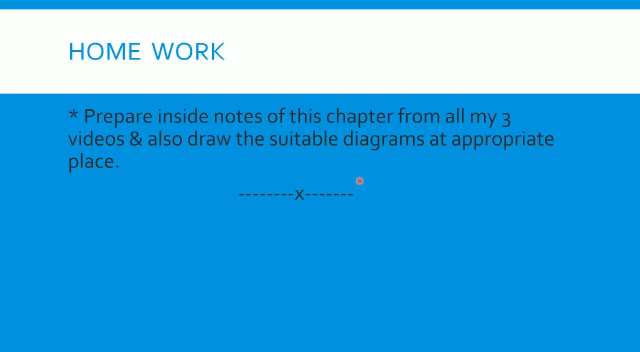 HOME WORK
* Prepare inside notes of this chapter from all my 3
videos & also draw the suitable diagrams at appropriate
place.
--------x-------